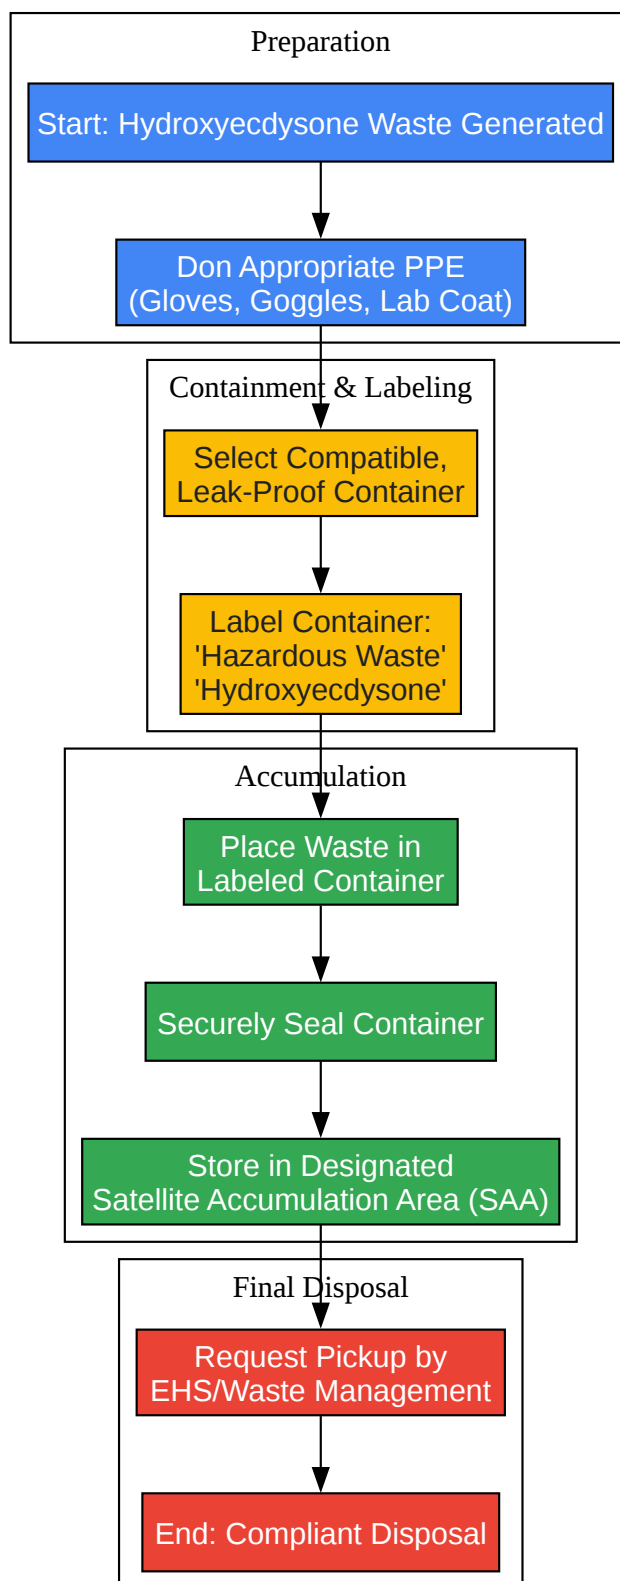 Preparation
Start: Hydroxyecdysone Waste Generated
Don Appropriate PPE
(Gloves, Goggles, Lab Coat)
Containment & Labeling
Select Compatible,
Leak-Proof Container
Label Container:
'Hazardous Waste'
'Hydroxyecdysone'
Accumulation
Place Waste in
Labeled Container
Securely Seal Container
Store in Designated
Satellite Accumulation Area (SAA)
Final Disposal
Request Pickup by
EHS/Waste Management
End: Compliant Disposal